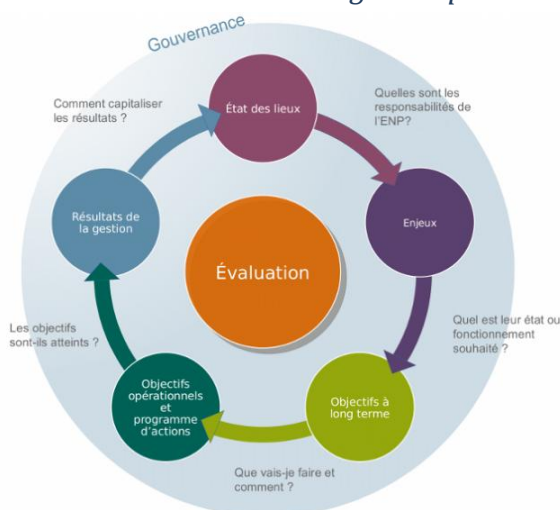 Gouvernance
État des lieux
Quelles sont les
responsabilités de
l'ENP?
Enjeux
Quel est leur état ou
fonctionnement
souhaité ?
Objectifs à
long terme
Que vais-je faire et
comment ?
Objectifs
opérationnels
et
programme
d'actions
Les objectifs
sont-ils atteints ?
Résultats de
la gestion
Comment capitaliser
les résultats ?
Évaluation